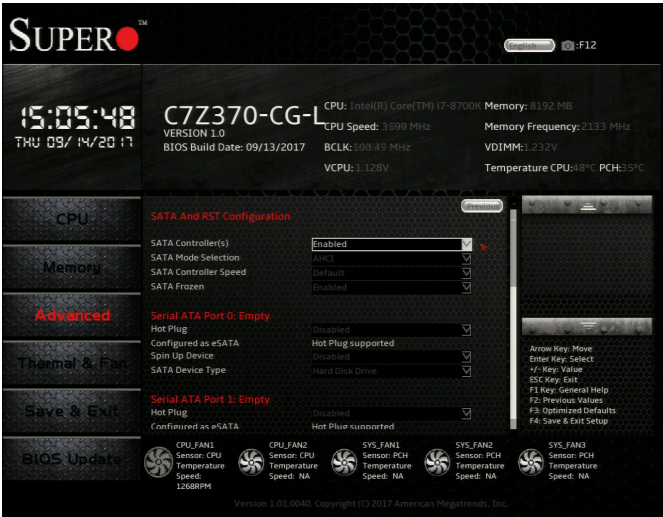 SUPER TM
English :F12
15:05:48
THU 09/14/2017
C7Z370-CG-L
VERSION 1.0
BIOS Build Date: 09/13/2017
CPU: Intel(R) Core(TM) i7-8700K
CPU Speed: 3699 MHz
BCLK:100.49 MHz
VCPU:1.128V
Memory: 8192 MB
Memory Frequency:2133 MHz
VDIMM:1.232V
Temperature CPU:48°C PCH:35°C
CPU
Memory
Advanced
Thermal & Fan
Save & Exit
BIOS Update
Previous
SATA And RST Configuration
SATA Controller(s) Enabled
SATA Mode Selection AHCI
SATA Controller Speed Default
SATA Frozen Enabled
Serial ATA Port 0: Empty
Hot Plug Disabled
Configured as eSATA Hot Plug supported
Spin Up Device Disabled
SATA Device Type Hard Disk Drive
Serial ATA Port 1: Empty
Hot Plug Disabled
Configured as eSATA Hot Plug supported
Arrow Key: Move
Enter Key: Select
+/- Key: Value
ESC Key: Exit
F1 Key: General Help
F2: Previous Values
F3: Optimized Defaults
F4: Save & Exit Setup
CPU_FAN1
Sensor: CPU
Temperature
Speed:
1268RPM
CPU_FAN2
Sensor: CPU
Temperature
Speed: NA
SYS_FAN1
Sensor: PCH
Temperature
Speed: NA
SYS_FAN2
Sensor: PCH
Temperature
Speed: NA
SYS_FAN3
Sensor: PCH
Temperature
Speed: NA
Version 1.01.0040. Copyright (C) 2017 American Megatrends, Inc.